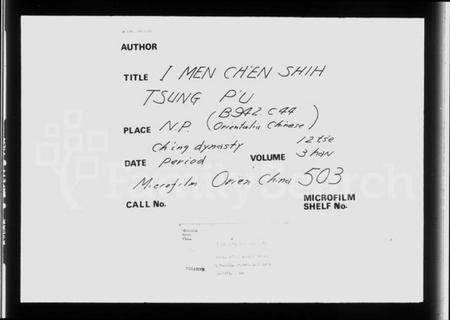 AUTHOR
TITLE I MEN CH'EN SHIH
TSUNG P'U
(B942. C44
PLACE N.P. Orientalia Chinese)
Ching dynasty 12 tse
DATE period VOLUME 3 han
Microfilm Orien China 503
CALL No. MICROFILM
SHELF No.
FamilySearch